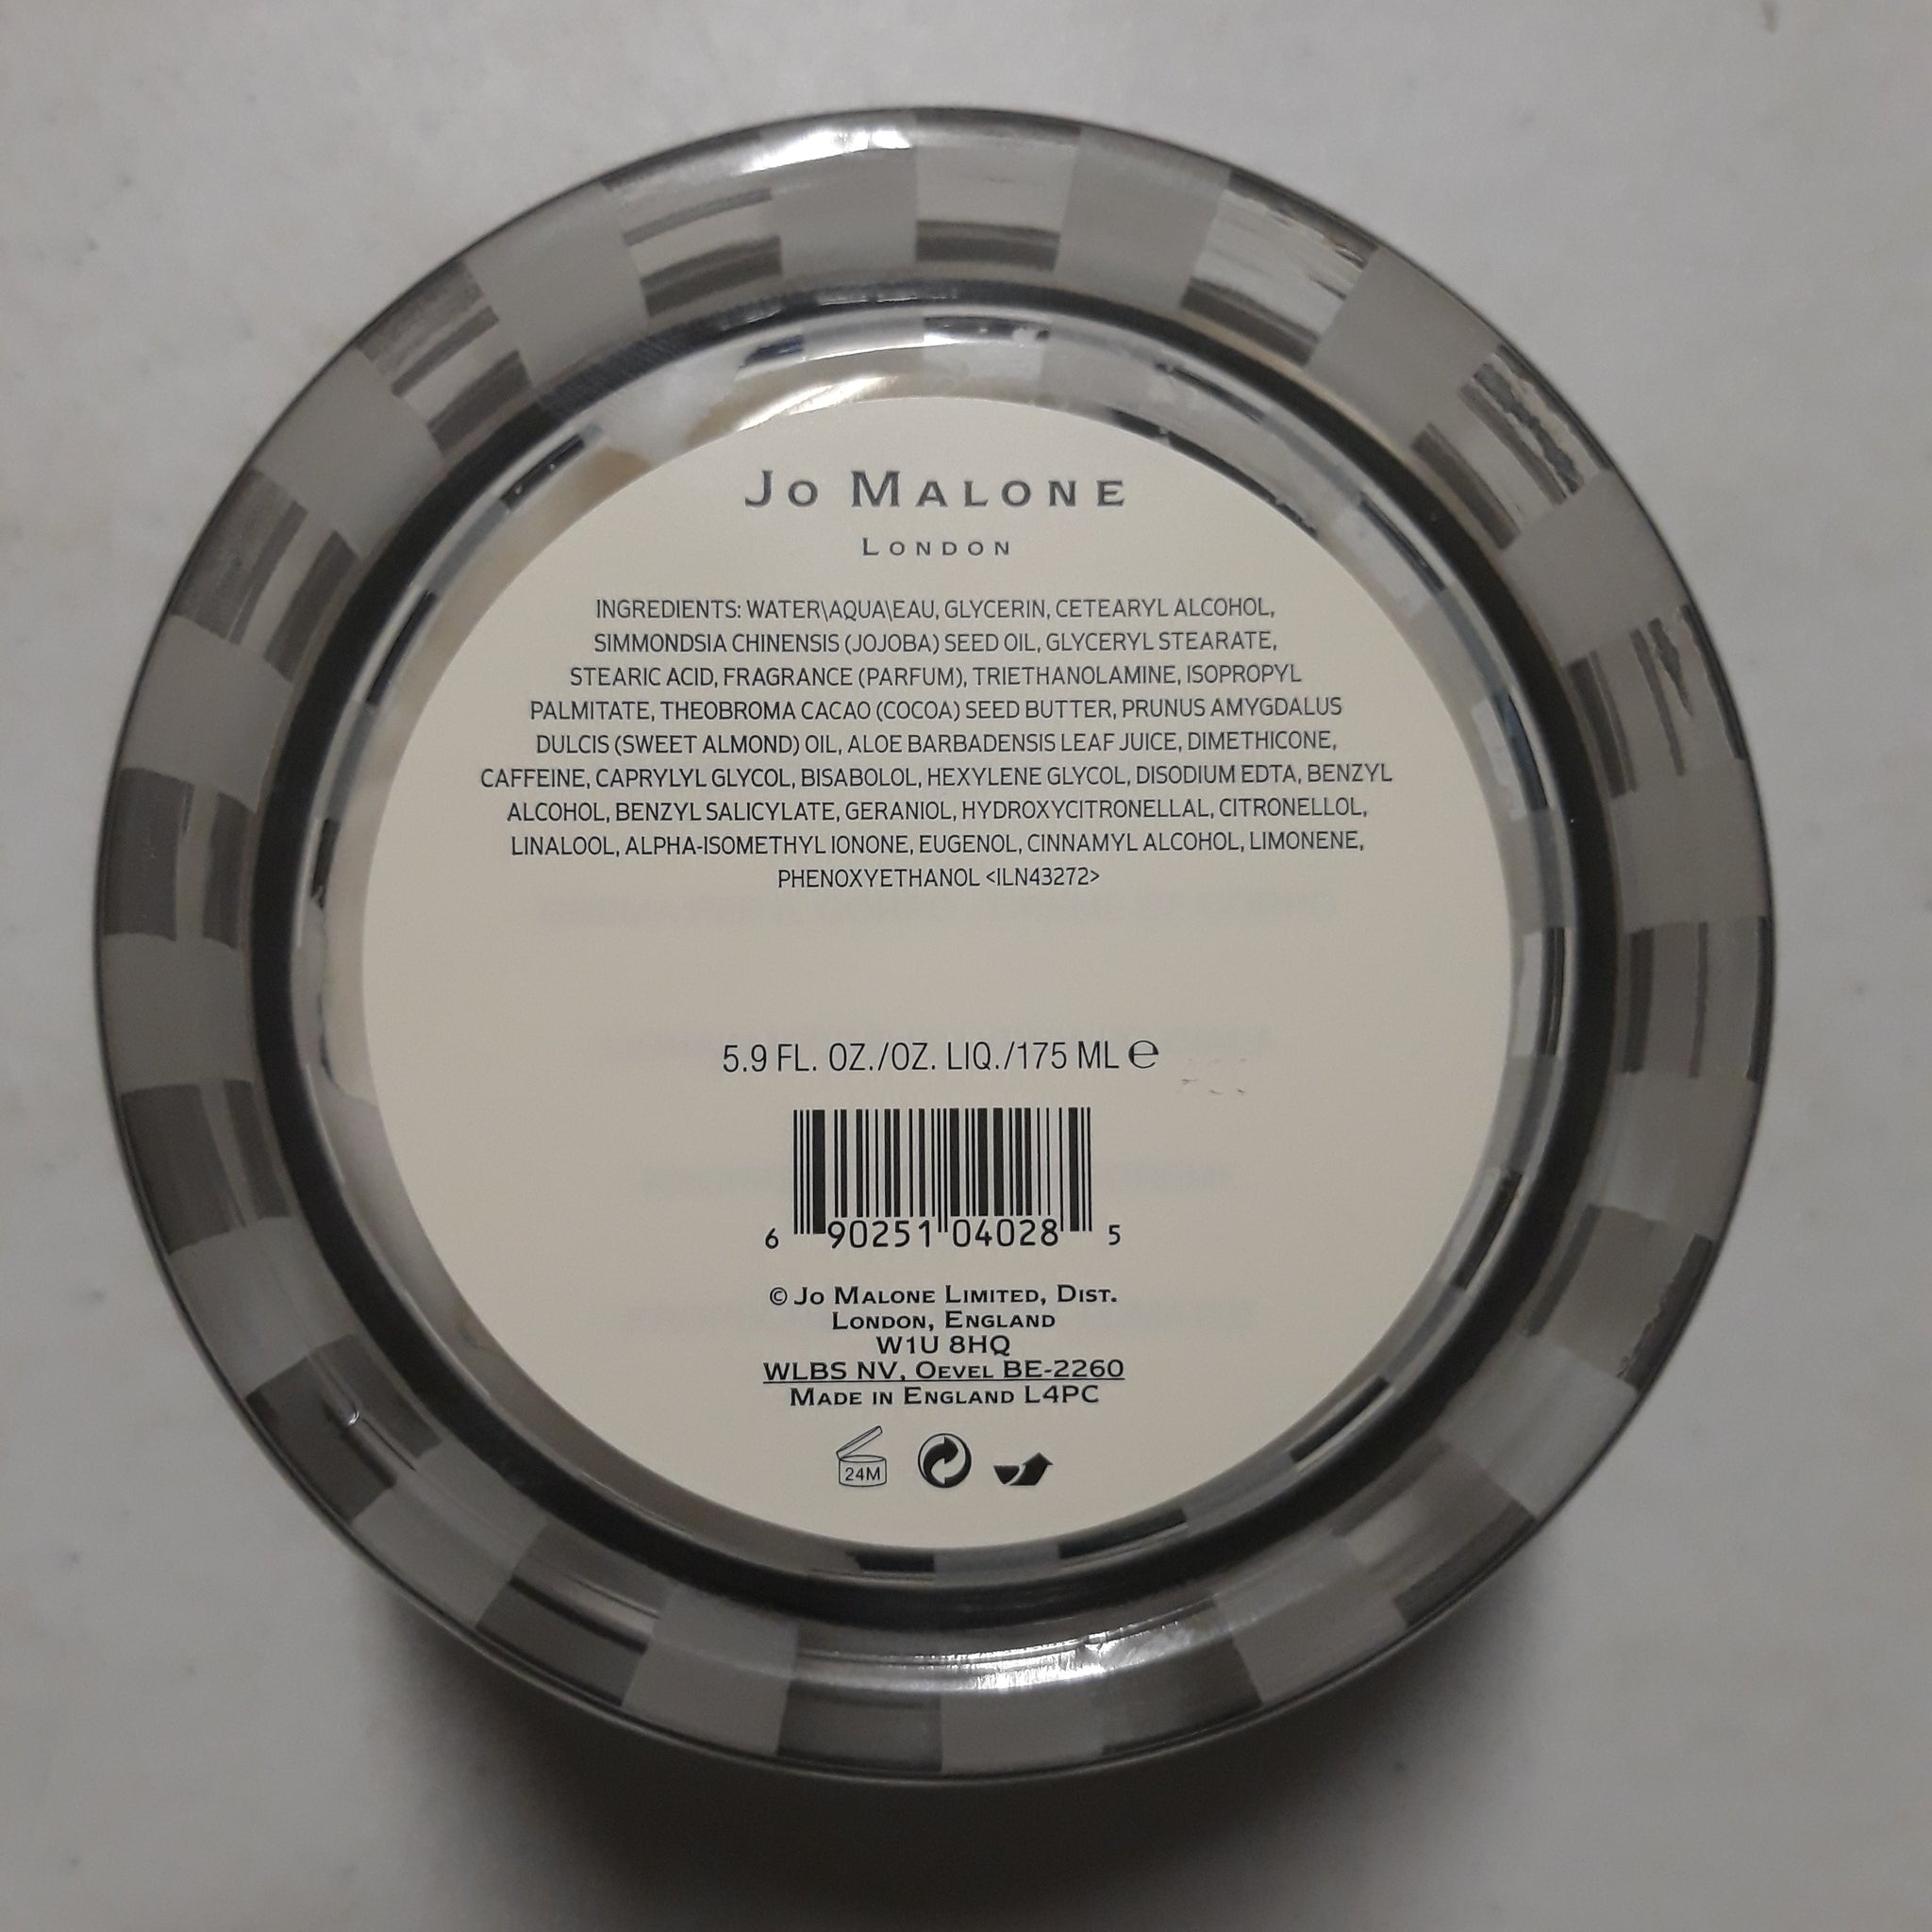 Jo Malone
London
INGREDIENTS: WATER\AQUA\EAU, GLYCERIN, CETEARYL ALCOHOL,
SIMMONDSIA CHINENSIS (JOJOBA) SEED OIL, GLYCERYL STEARATE,
STEARIC ACID, FRAGRANCE (PARFUM), TRIETHANOLAMINE, ISOPROPYL
PALMITATE, THEOBROMA CACAO (COCOA) SEED BUTTER, PRUNUS AMYGDALUS
DULCIS (SWEET ALMOND) OIL, ALOE BARBADENSIS LEAF JUICE, DIMETHICONE,
CAFFEINE, CAPRYLYL GLYCOL, BISABOLOL, HEXYLENE GLYCOL, DISODIUM EDTA, BENZYL
ALCOHOL, BENZYL SALICYLATE, GERANIOL, HYDROXYCITRONELLAL, CITRONELLOL,
LINALOOL, ALPHA-ISOMETHYL IONONE, EUGENOL, CINNAMYL ALCOHOL, LIMONENE,
PHENOXYETHANOL <ILN43272>
5.9 FL. OZ./OZ. LIQ./175 ML ℮
6 90251 04028 5
© Jo Malone Limited, Dist.
London, England
W1U 8HQ
WLBS NV, Oevel BE-2260
Made in England L4PC
24M